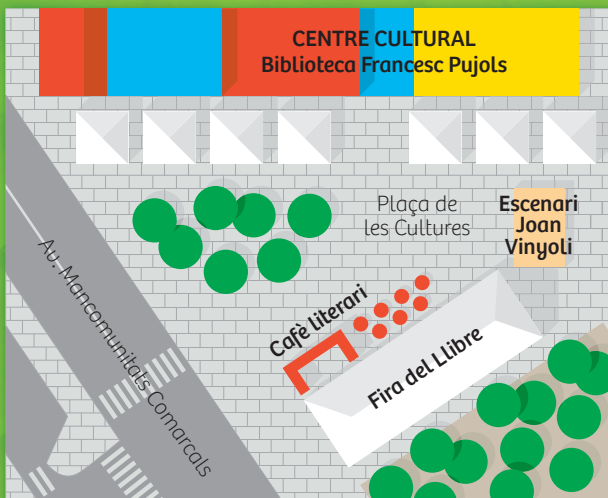 CENTRE CULTURAL
Biblioteca Francesc Pujols
Plaça de
les Cultures
Escenari
Joan
Vinyoli
Av. Mancomunitats Comarcals
Cafè literari
Fira del Llibre